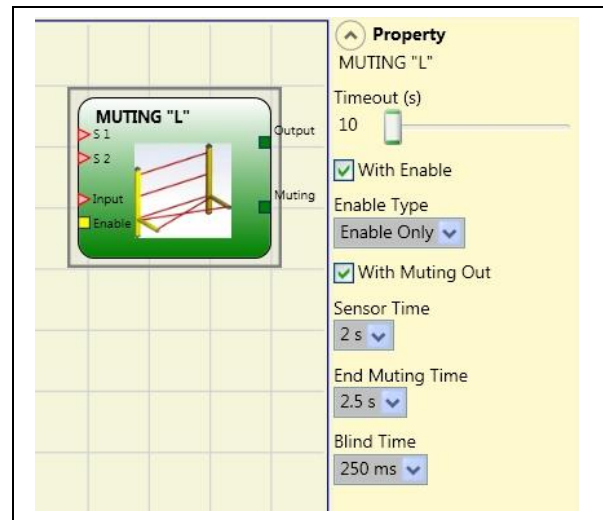 MUTING "L"
S 1
S 2
Input
Enable
Output
Muting
Property
MUTING "L"
Timeout (s)
10
With Enable
Enable Type
Enable Only
With Muting Out
Sensor Time
2 s
End Muting Time
2.5 s
Blind Time
250 ms